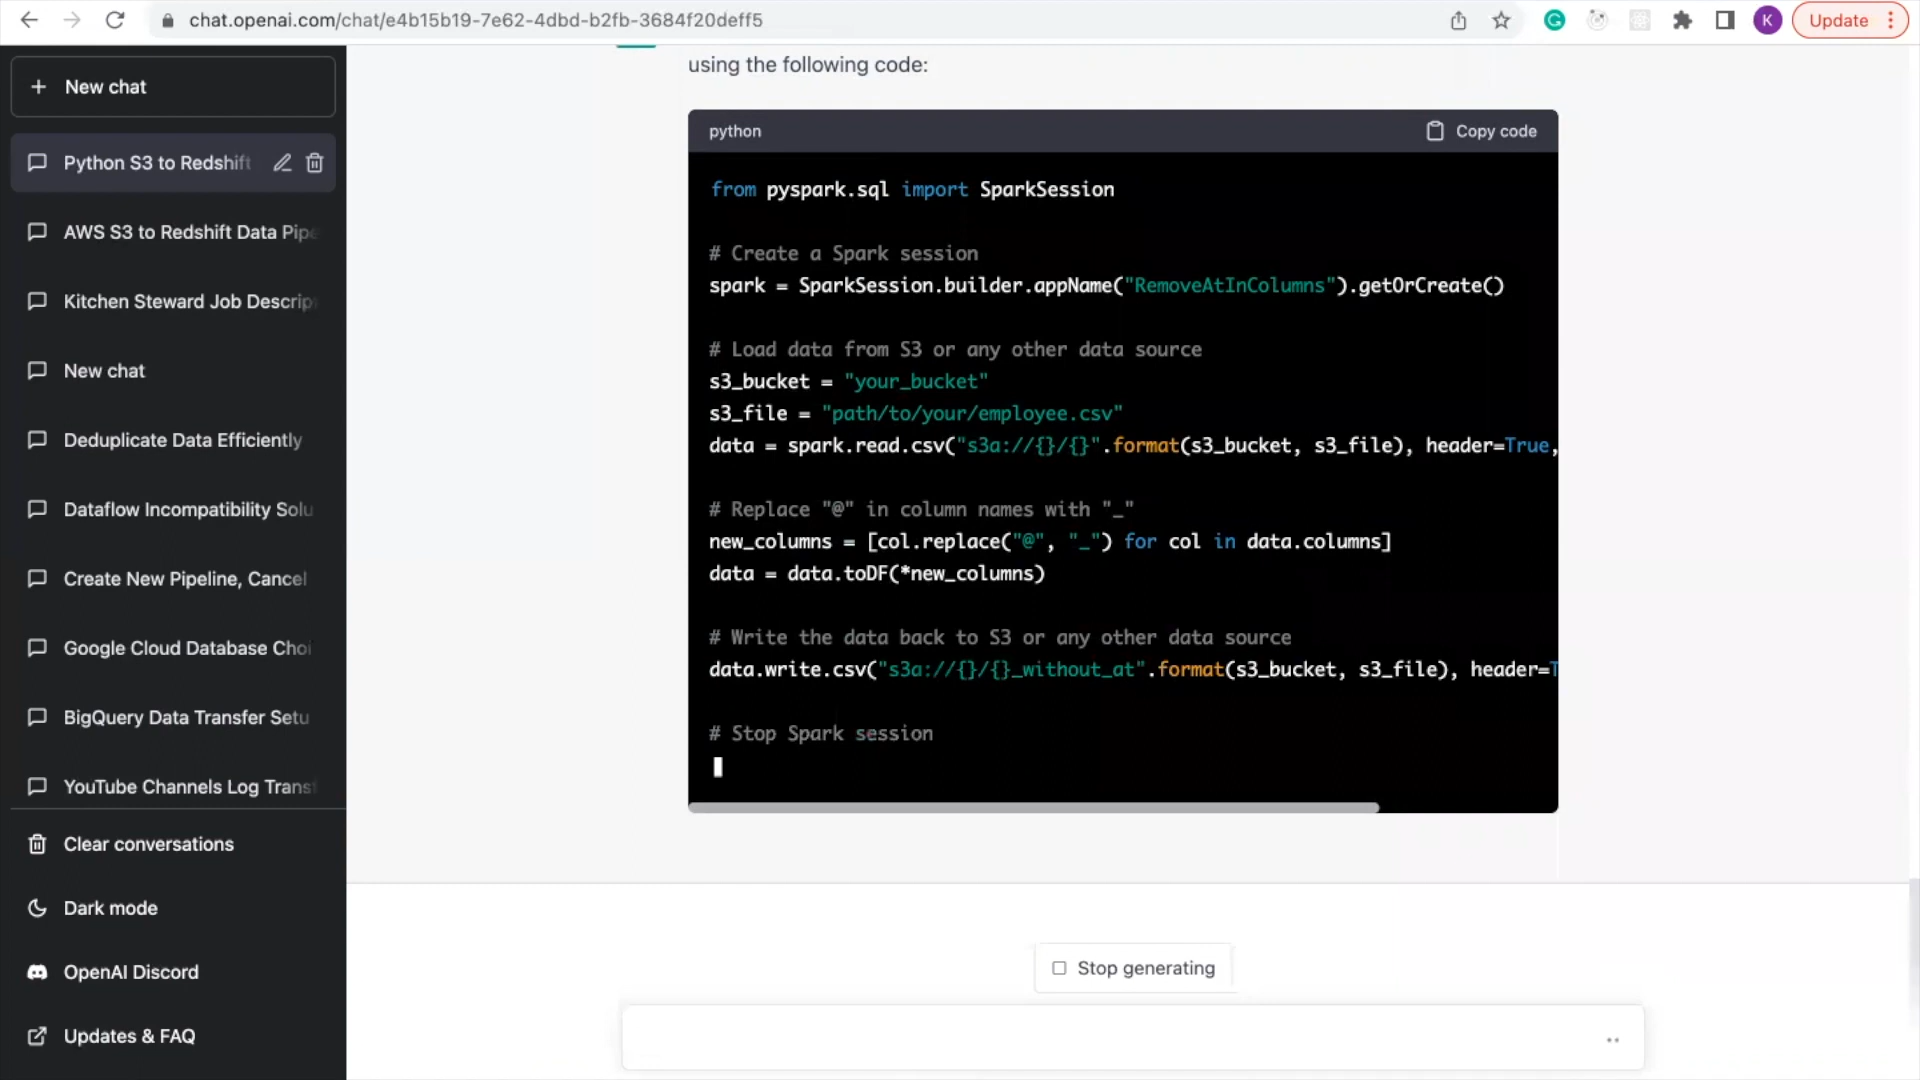 chat.openai.com/chat/e4b15b19-7e62-4dbd-b2fb-3684f20deff5
K
Update
New chat
Python S3 to Redshift
AWS S3 to Redshift Data Pipe
Kitchen Steward Job Descrip
New chat
Deduplicate Data Efficiently
Dataflow Incompatibility Solu
Create New Pipeline, Cancel
Google Cloud Database Choi
BigQuery Data Transfer Setu
YouTube Channels Log Trans
Clear conversations
Dark mode
OpenAI Discord
Updates & FAQ
using the following code:
python
Copy code
from pyspark.sql import SparkSession
# Create a Spark session
spark = SparkSession.builder.appName("RemoveAtInColumns").getOrCreate()
# Load data from S3 or any other data source
s3_bucket = "your_bucket"
s3_file = "path/to/your/employee.csv"
data = spark.read.csv("s3a://{}/{}".format(s3_bucket, s3_file), header=True,
# Replace "@" in column names with "_"
new_columns = [col.replace("@", "_") for col in data.columns]
data = data.toDF(*new_columns)
# Write the data back to S3 or any other data source
data.write.csv("s3a://{}/{}_without_at".format(s3_bucket, s3_file), header=T
# Stop Spark session
Stop generating